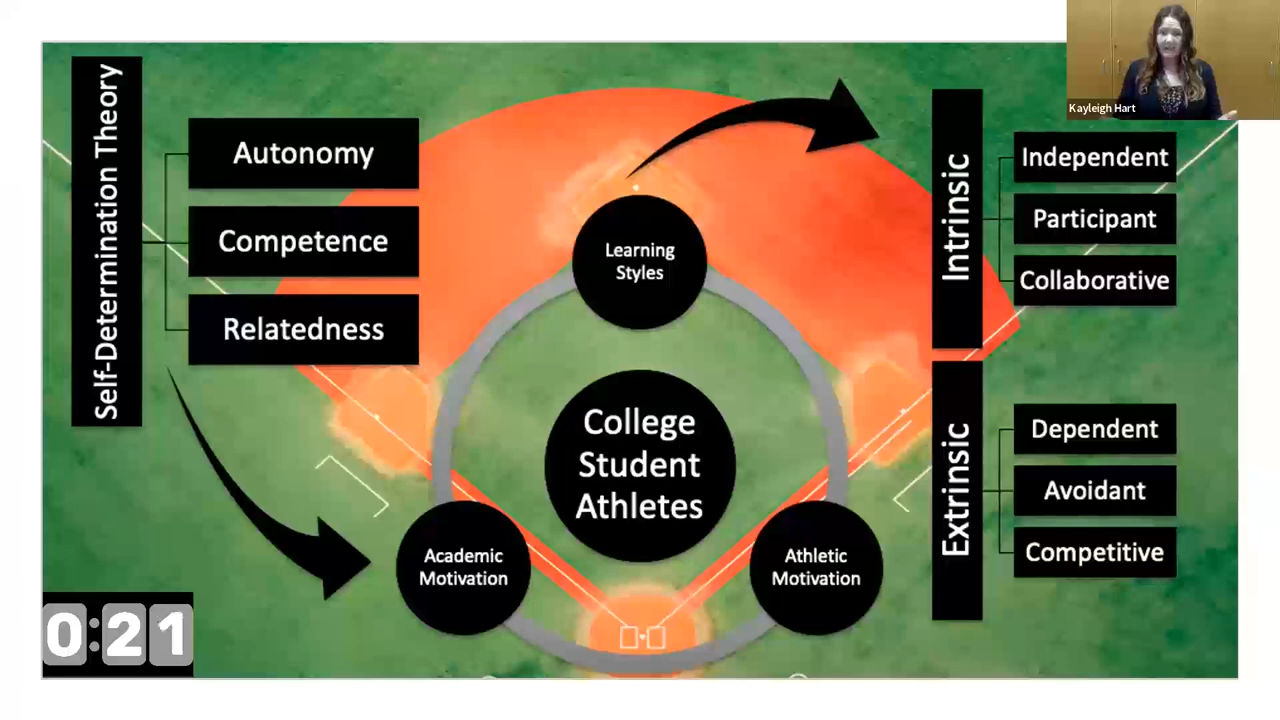 Kayleigh Hart
Self-Determination Theory
Autonomy
Competence
Relatedness
Learning
Styles
College
Student
Athletes
Academic
Motivation
Athletic
Motivation
Intrinsic
Independent
Participant
Collaborative
Extrinsic
Dependent
Avoidant
Competitive
0:21